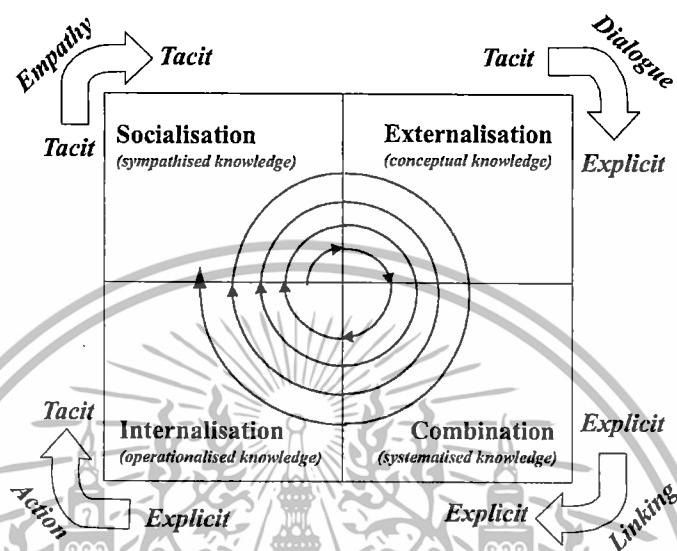 Empathy
Tacit
Tacit
Dialogue
Tacit
Explicit
Socialisation
(sympathised knowledge)
Externalisation
(conceptual knowledge)
Internalisation
(operationalised knowledge)
Combination
(systematised knowledge)
Tacit
Action
Explicit
Explicit
Explicit
Linking